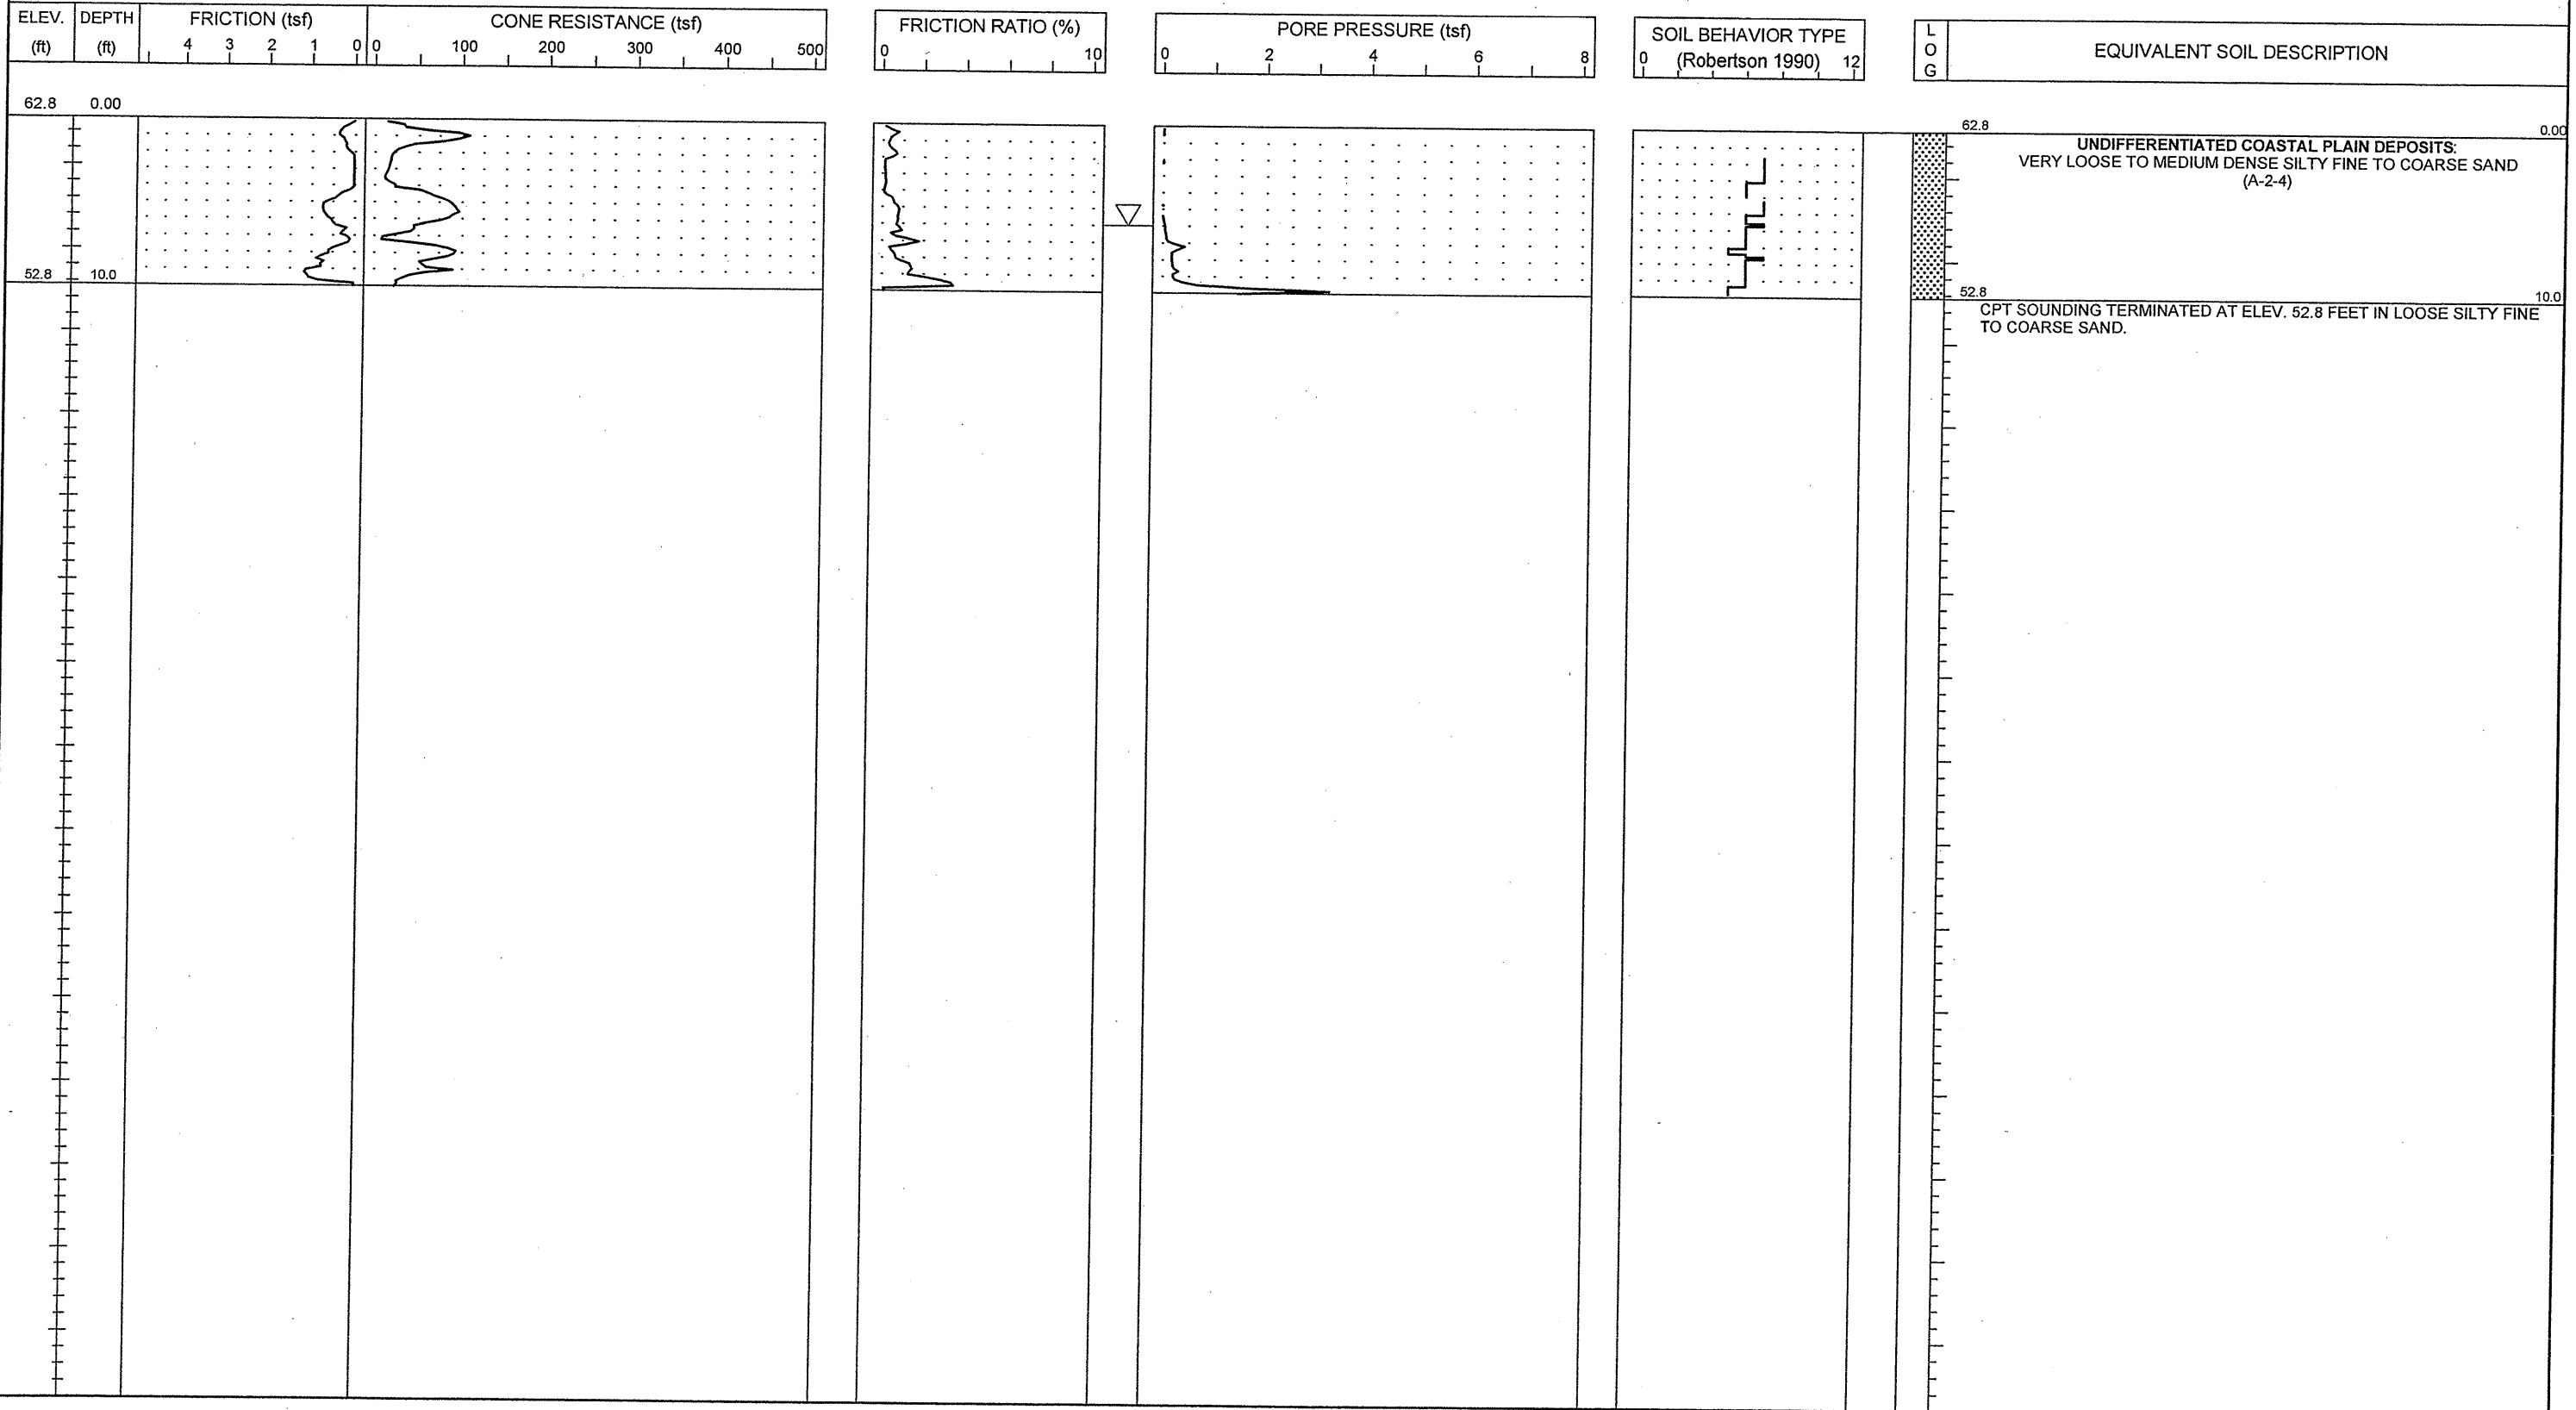 ELEV.
(ft)
DEPTH
(ft)
FRICTION (tsf)
4 3 2 1 0
CONE RESISTANCE (tsf)
0 100 200 300 400 500
FRICTION RATIO (%)
0 10
PORE PRESSURE (tsf)
0 2 4 6 8
SOIL BEHAVIOR TYPE
(Robertson 1990)
0 12
L
O
G
EQUIVALENT SOIL DESCRIPTION
62.8 0.00
62.8 0.00
UNDIFFERENTIATED COASTAL PLAIN DEPOSITS:
VERY LOOSE TO MEDIUM DENSE SILTY FINE TO COARSE SAND
(A-2-4)
52.8 10.0
52.8 10.0
CPT SOUNDING TERMINATED AT ELEV. 52.8 FEET IN LOOSE SILTY FINE
TO COARSE SAND.